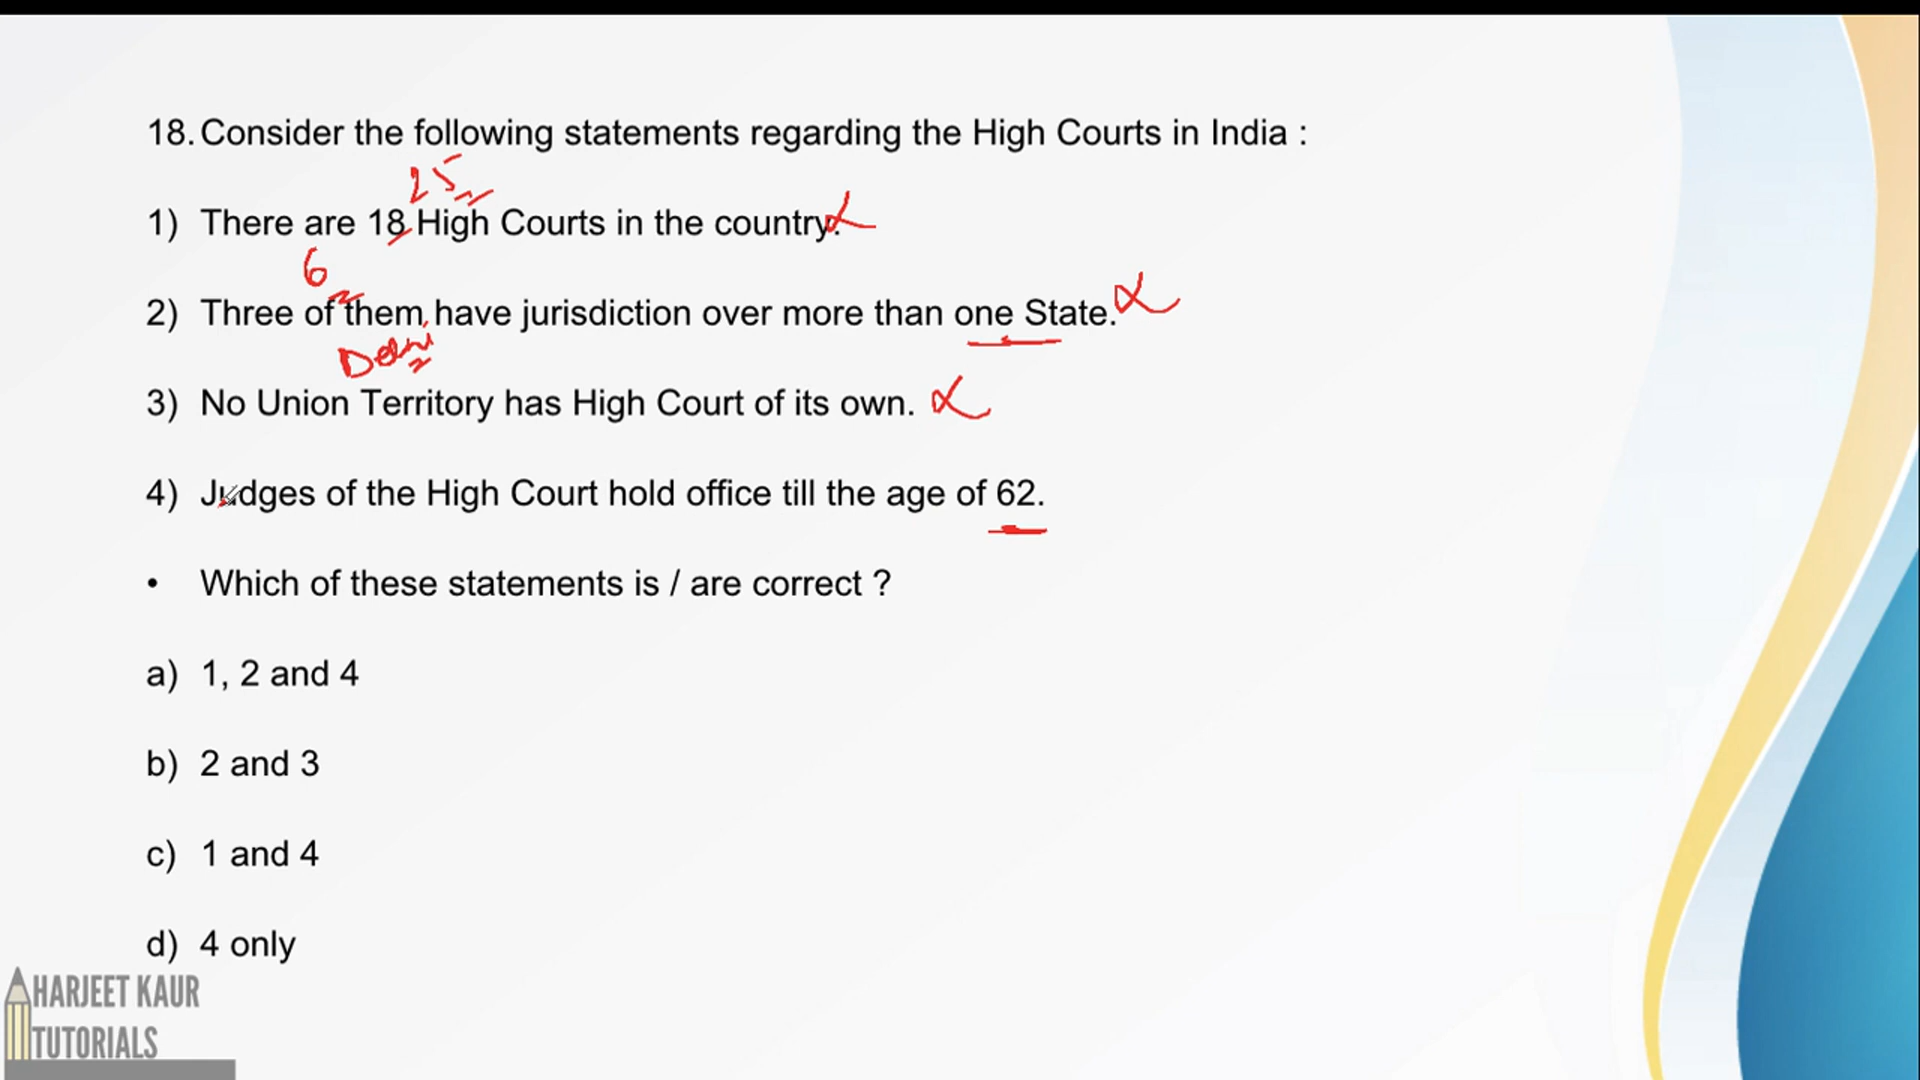 18. Consider the following statements regarding the High Courts in India :
25
1) There are 18 High Courts in the country.
6
2) Three of them have jurisdiction over more than one State.
Delhi
3) No Union Territory has High Court of its own.
4) Judges of the High Court hold office till the age of 62.
• Which of these statements is / are correct ?
a) 1, 2 and 4
b) 2 and 3
c) 1 and 4
d) 4 only
HARJEET KAUR
TUTORIALS